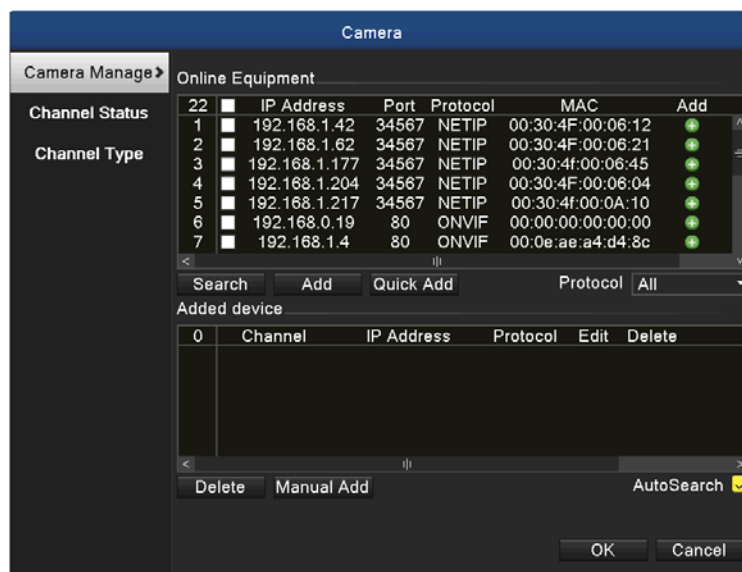 Camera
Camera Manage
Channel Status
Channel Type
Online Equipment
22 IP Address Port Protocol MAC Add
1 192.168.1.42 34567 NETIP 00:30:4F:00:06:12
2 192.168.1.62 34567 NETIP 00:30:4F:00:06:21
3 192.168.1.177 34567 NETIP 00:30:4f:00:06:45
4 192.168.1.204 34567 NETIP 00:30:4F:00:06:04
5 192.168.1.217 34567 NETIP 00:30:4f:00:0A:10
6 192.168.0.19 80 ONVIF 00:00:00:00:00:00
7 192.168.1.4 80 ONVIF 00:0e:ae:a4:d4:8c
Search Add Quick Add Protocol All
Added device
0 Channel IP Address Protocol Edit Delete
Delete Manual Add AutoSearch
OK Cancel